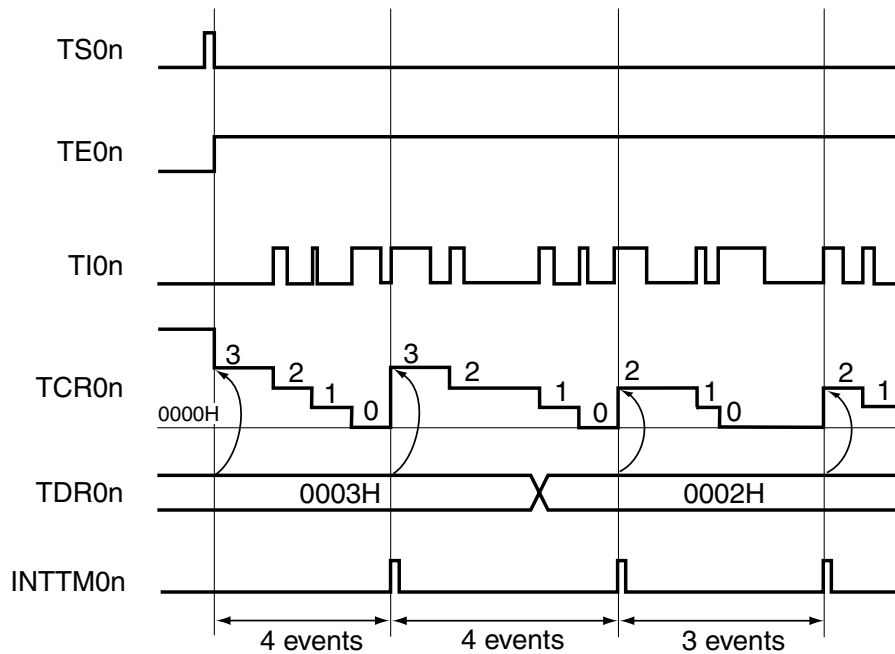 TS0n
TE0n
TI0n
TCR0n
3
2
1
0
3
2
1
0
2
1
0
2
1
0000H
TDR0n
0003H
0002H
INTTM0n
4 events
4 events
3 events